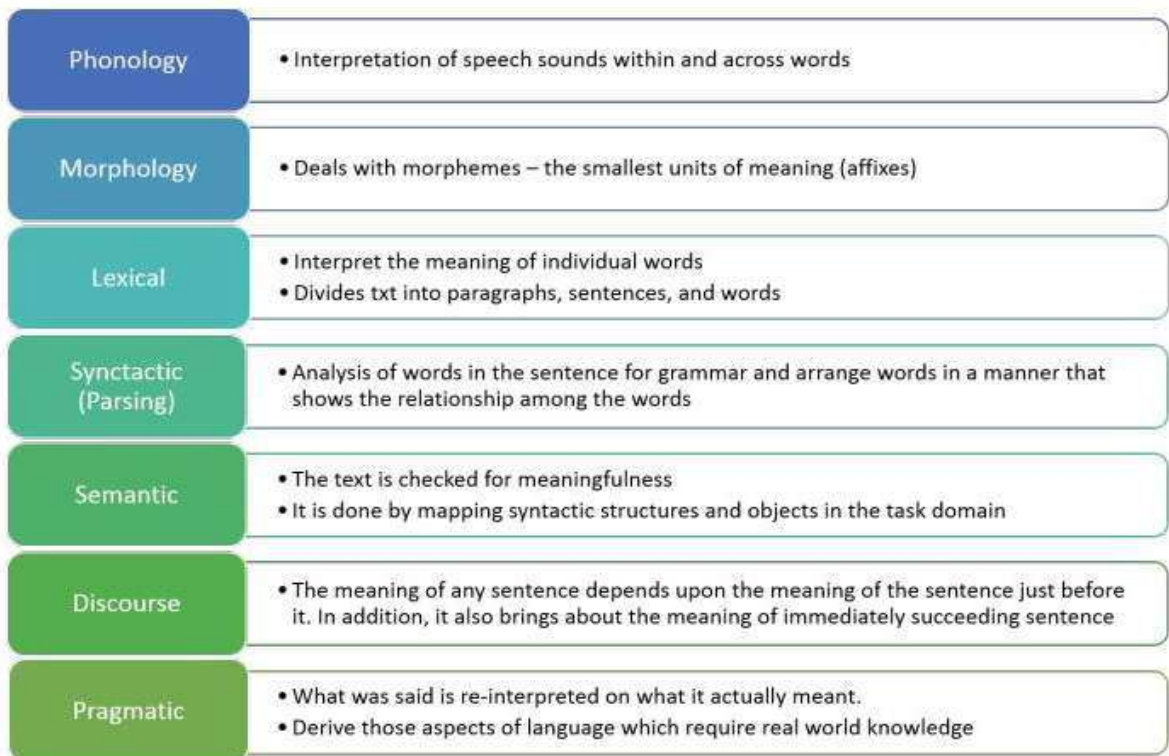 Phonology
• Interpretation of speech sounds within and across words
Morphology
• Deals with morphemes – the smallest units of meaning (affixes)
Lexical
• Interpret the meaning of individual words
• Divides txt into paragraphs, sentences, and words
Synctactic
(Parsing)
• Analysis of words in the sentence for grammar and arrange words in a manner that
shows the relationship among the words
Semantic
• The text is checked for meaningfulness
• It is done by mapping syntactic structures and objects in the task domain
Discourse
• The meaning of any sentence depends upon the meaning of the sentence just before
it. In addition, it also brings about the meaning of immediately succeeding sentence
Pragmatic
• What was said is re-interpreted on what it actually meant.
• Derive those aspects of language which require real world knowledge